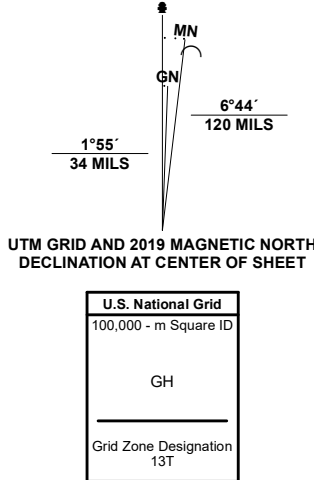 MN
GN
6°44´
120 MILS
1°55´
34 MILS
UTM GRID AND 2019 MAGNETIC NORTH
DECLINATION AT CENTER OF SHEET
U.S. National Grid
100,000 - m Square ID
GH
Grid Zone Designation
13T